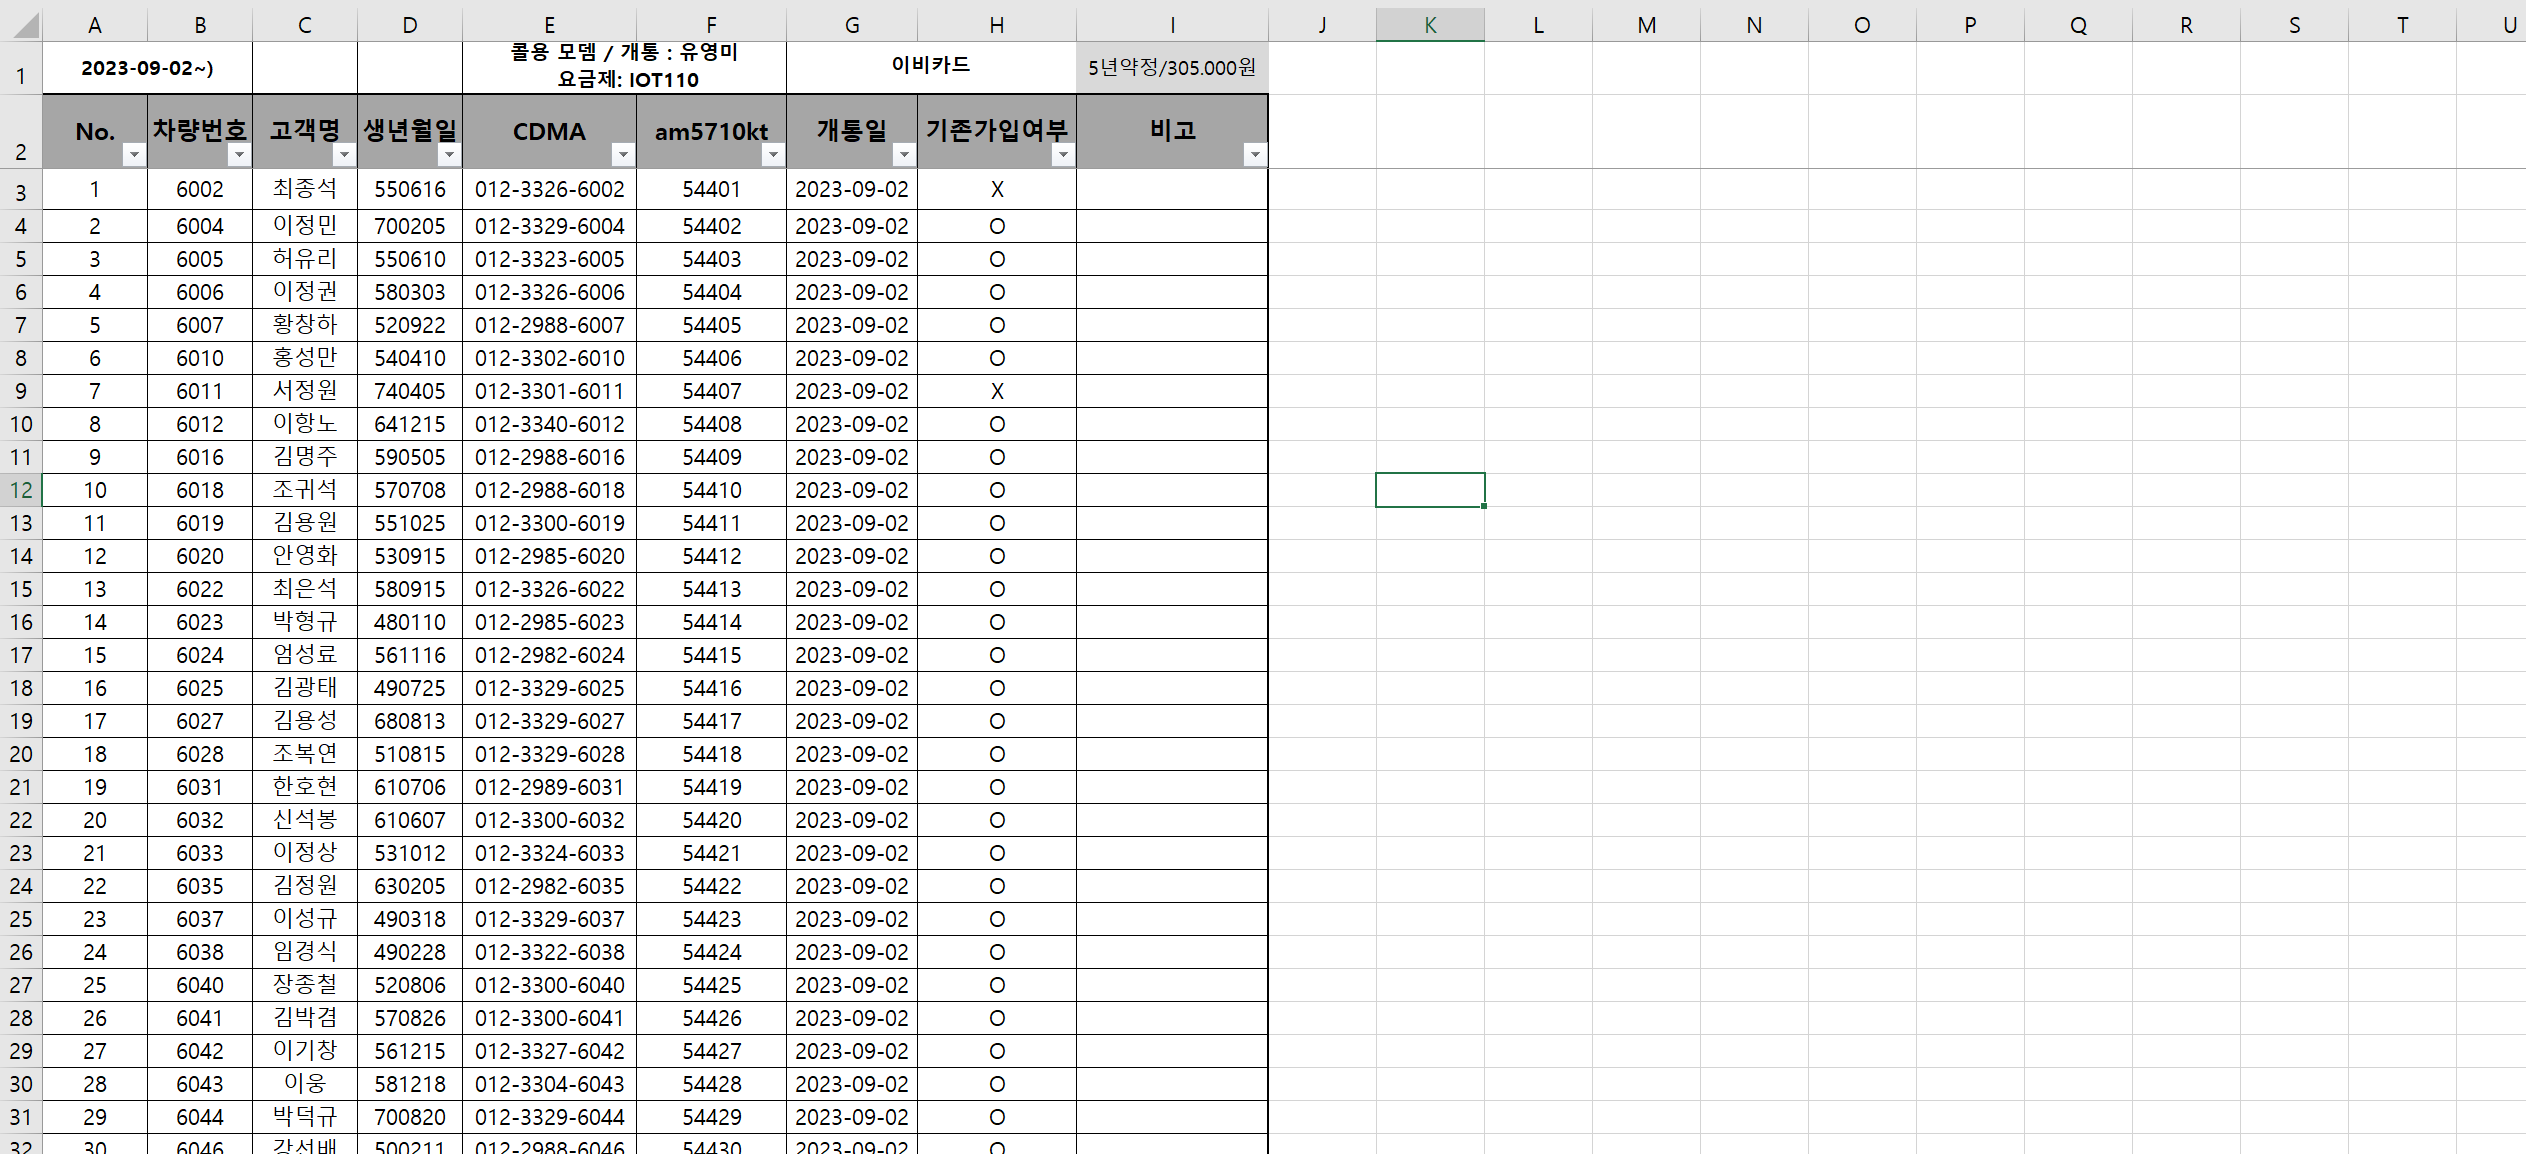 A B C D E F G H I J K L M N O P Q R S T U
1 2023-09-02~) 콜용 모뎀 / 개통 : 유영미 이비카드 5년약정/305.000원
요금제: IOT110
2 No. 차량번호 고객명 생년월일 CDMA am5710kt 개통일 기존가입여부 비고
3 1 6002 최종석 550616 012-3326-6002 54401 2023-09-02 X
4 2 6004 이정민 700205 012-3329-6004 54402 2023-09-02 O
5 3 6005 허유리 550610 012-3323-6005 54403 2023-09-02 O
6 4 6006 이정권 580303 012-3326-6006 54404 2023-09-02 O
7 5 6007 황창하 520922 012-2988-6007 54405 2023-09-02 O
8 6 6010 홍성만 540410 012-3302-6010 54406 2023-09-02 O
9 7 6011 서정원 740405 012-3301-6011 54407 2023-09-02 X
10 8 6012 이항노 641215 012-3340-6012 54408 2023-09-02 O
11 9 6016 김명주 590505 012-2988-6016 54409 2023-09-02 O
12 10 6018 조귀석 570708 012-2988-6018 54410 2023-09-02 O
13 11 6019 김용원 551025 012-3300-6019 54411 2023-09-02 O
14 12 6020 안영화 530915 012-2985-6020 54412 2023-09-02 O
15 13 6022 최은석 580915 012-3326-6022 54413 2023-09-02 O
16 14 6023 박형규 480110 012-2985-6023 54414 2023-09-02 O
17 15 6024 엄성료 561116 012-2982-6024 54415 2023-09-02 O
18 16 6025 김광태 490725 012-3329-6025 54416 2023-09-02 O
19 17 6027 김용성 680813 012-3329-6027 54417 2023-09-02 O
20 18 6028 조복연 510815 012-3329-6028 54418 2023-09-02 O
21 19 6031 한호현 610706 012-2989-6031 54419 2023-09-02 O
22 20 6032 신석봉 610607 012-3300-6032 54420 2023-09-02 O
23 21 6033 이정상 531012 012-3324-6033 54421 2023-09-02 O
24 22 6035 김정원 630205 012-2982-6035 54422 2023-09-02 O
25 23 6037 이성규 490318 012-3329-6037 54423 2023-09-02 O
26 24 6038 임경식 490228 012-3322-6038 54424 2023-09-02 O
27 25 6040 장종철 520806 012-3300-6040 54425 2023-09-02 O
28 26 6041 김박겸 570826 012-3300-6041 54426 2023-09-02 O
29 27 6042 이기창 561215 012-3327-6042 54427 2023-09-02 O
30 28 6043 이웅 581218 012-3304-6043 54428 2023-09-02 O
31 29 6044 박덕규 700820 012-3329-6044 54429 2023-09-02 O
32 30 6046 강선배 500211 012-2988-6046 54430 2023-09-02 O